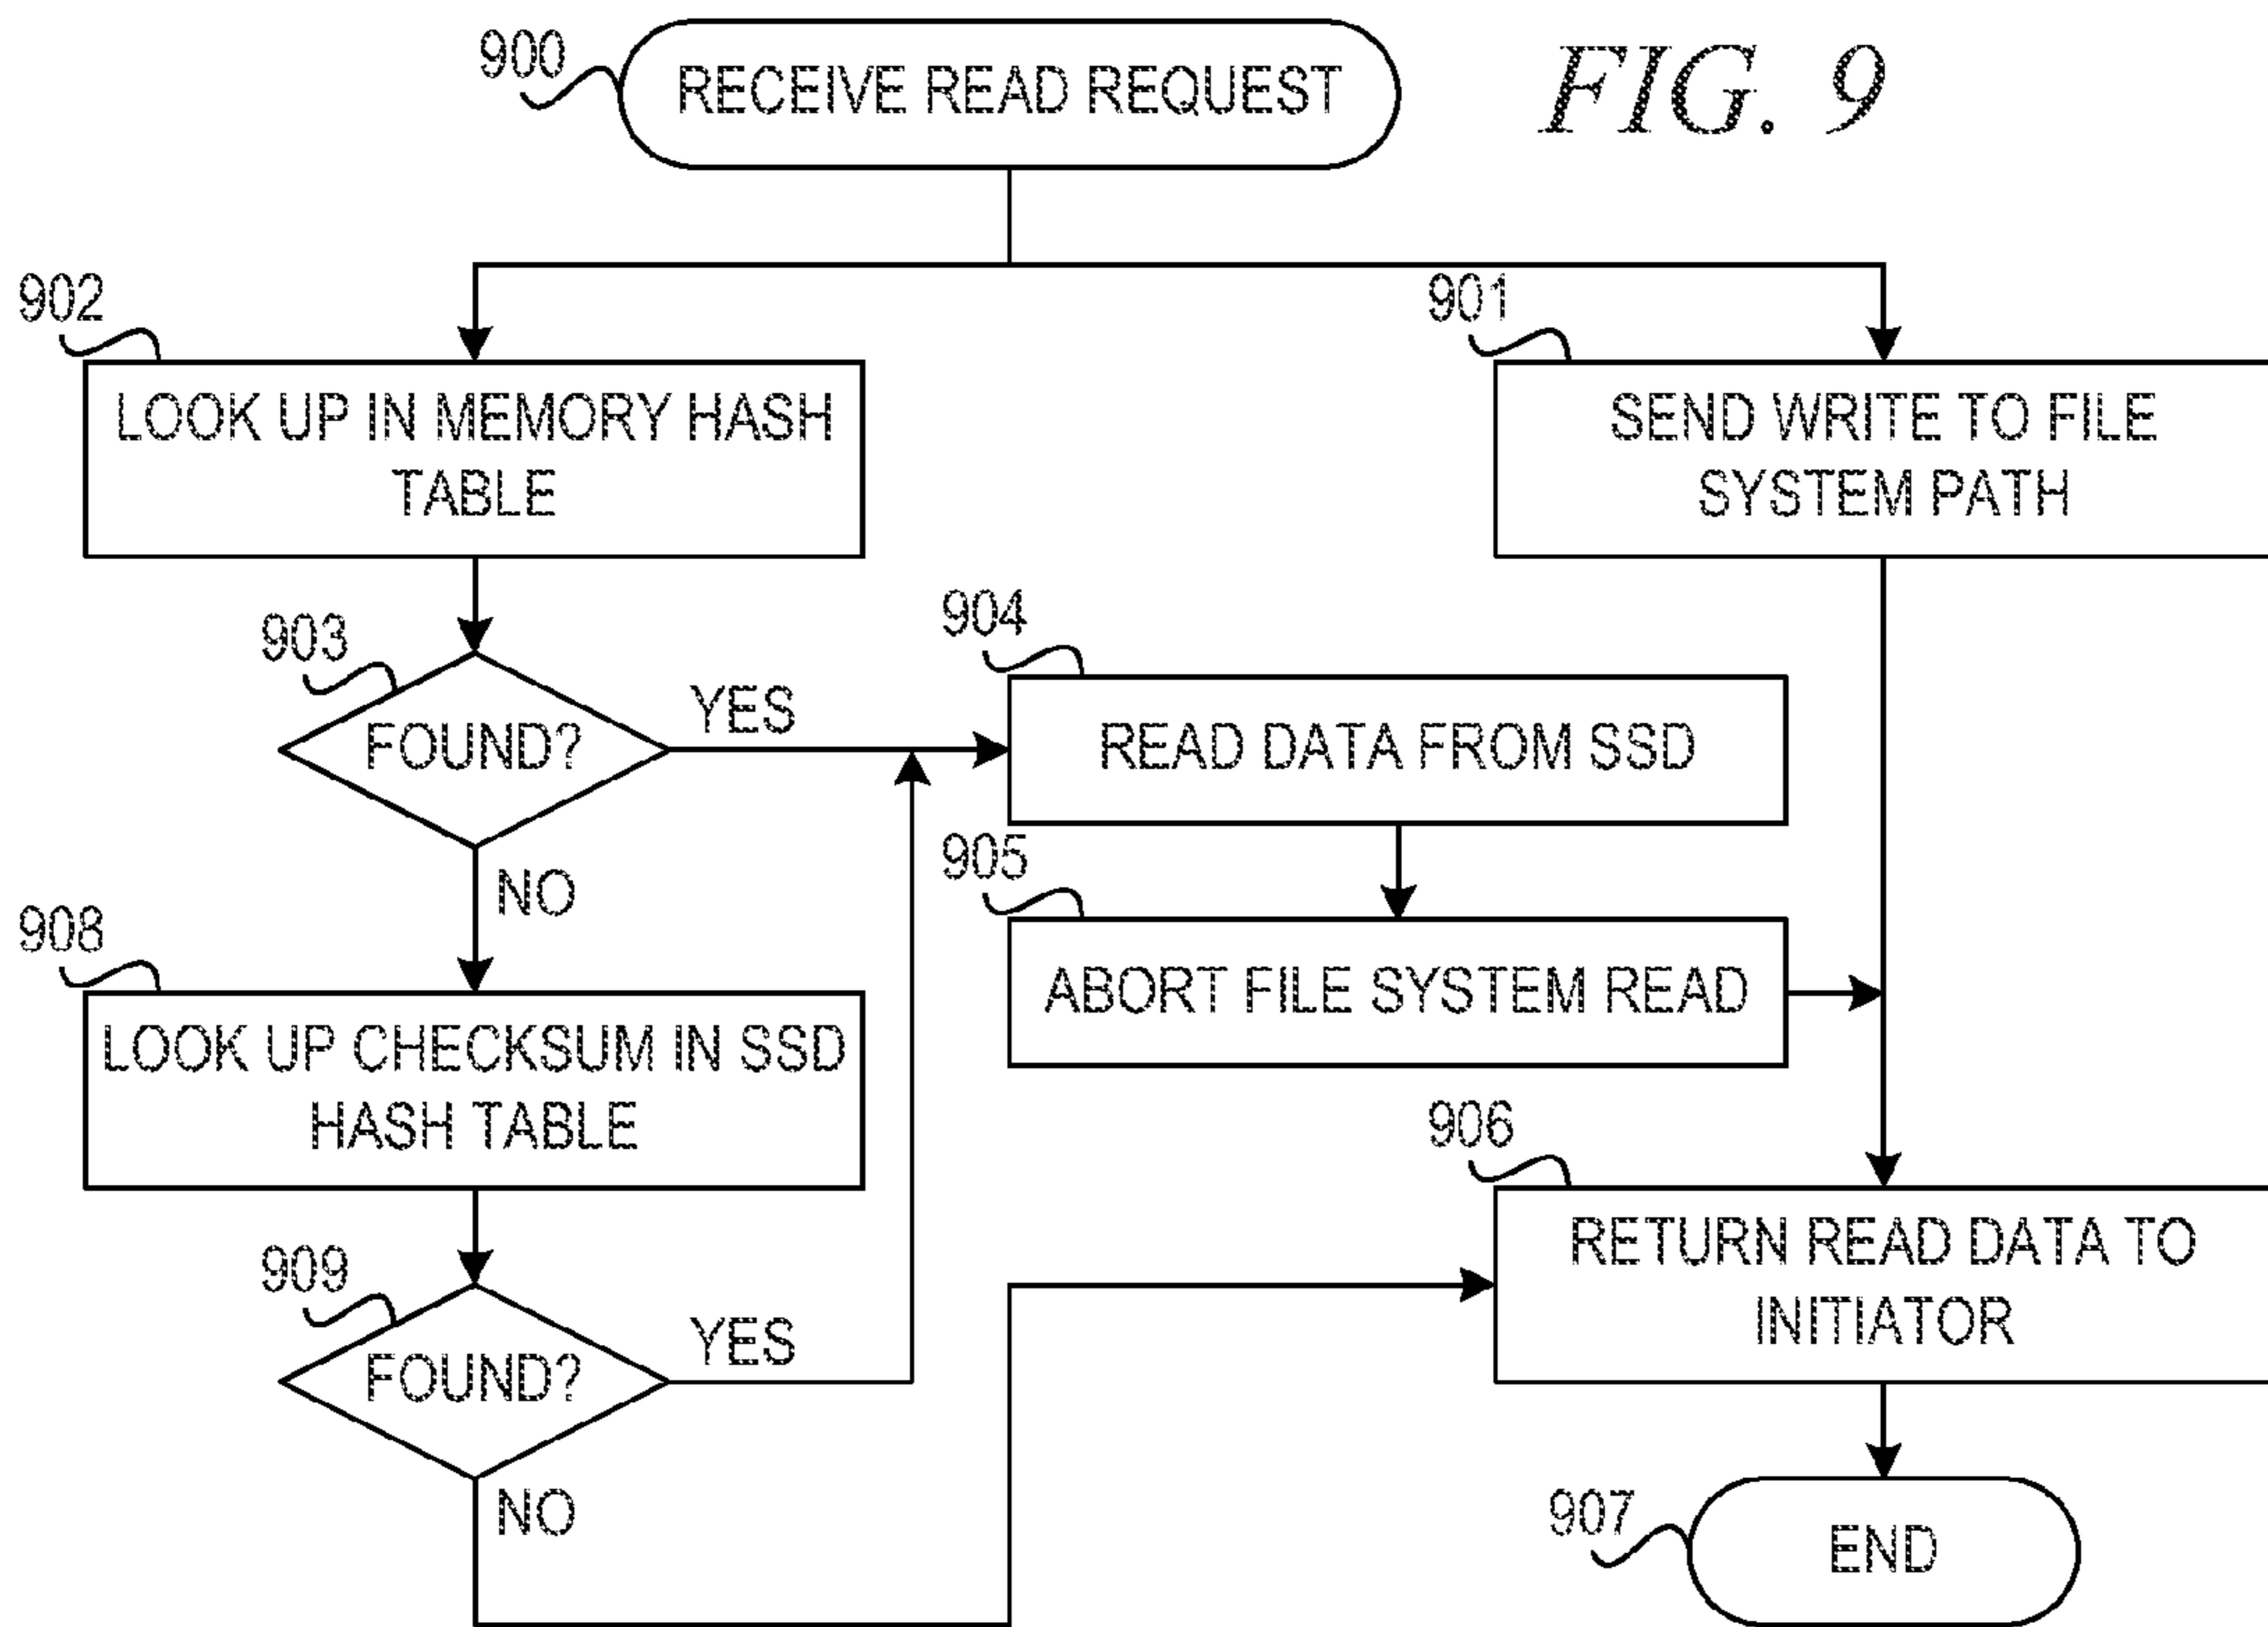 900
RECEIVE READ REQUEST
FIG. 9
902
LOOK UP IN MEMORY HASH
TABLE
901
SEND WRITE TO FILE
SYSTEM PATH
903
FOUND?
YES
NO
904
READ DATA FROM SSD
905
ABORT FILE SYSTEM READ
908
LOOK UP CHECKSUM IN SSD
HASH TABLE
909
FOUND?
YES
NO
906
RETURN READ DATA TO
INITIATOR
907
END